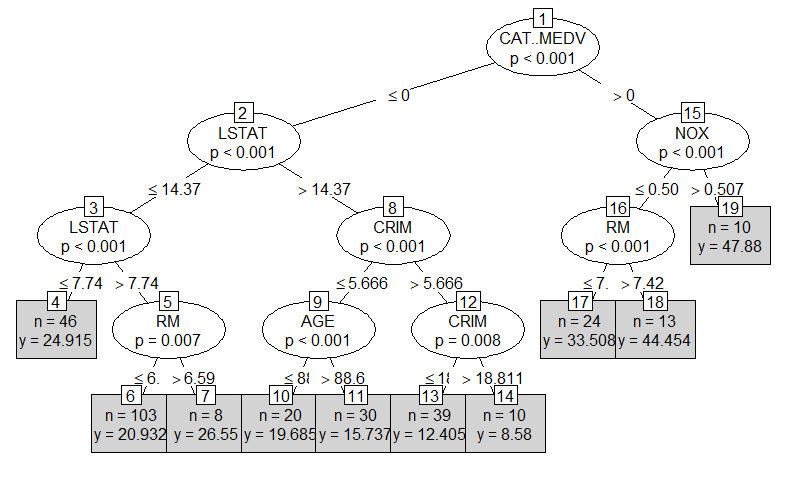 1
CAT..MEDV
p < 0.001
≤ 0
> 0
2
LSTAT
p < 0.001
15
NOX
p < 0.001
≤ 14.37
> 14.37
≤ 0.50
> 0.507
3
LSTAT
p < 0.001
8
CRIM
p < 0.001
16
RM
p < 0.001
19
n = 10
y = 47.88
≤ 7.74
> 7.74
≤ 5.666
> 5.666
≤ 7.
> 7.42
4
n = 46
y = 24.915
5
RM
p = 0.007
9
AGE
p < 0.001
12
CRIM
p = 0.008
17
n = 24
y = 33.508
18
n = 13
y = 44.454
≤ 6.
> 6.59
≤ 88
> 88.6
≤ 18
> 18.811
6
n = 103
y = 20.932
7
n = 8
y = 26.55
10
n = 20
y = 19.685
11
n = 30
y = 15.737
13
n = 39
y = 12.405
14
n = 10
y = 8.58